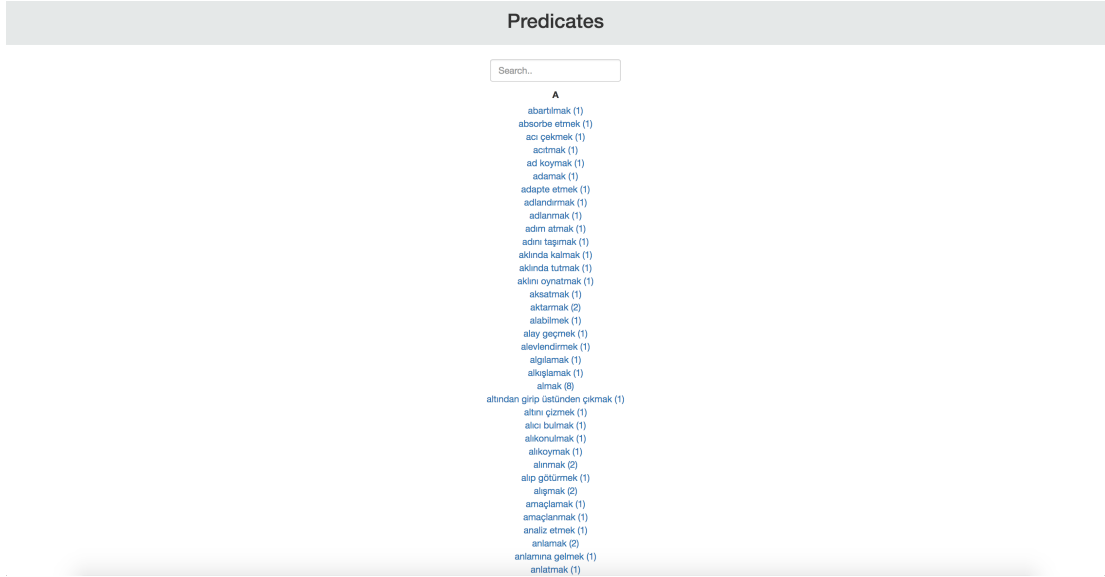 Predicates
Search..
A
abartılmak (1)
absorbe etmek (1)
acı çekmek (1)
acıtmak (1)
ad koymak (1)
adamak (1)
adapte etmek (1)
adlandırmak (1)
adlanmak (1)
adım atmak (1)
adını taşımak (1)
aklında kalmak (1)
aklında tutmak (1)
aklını oynatmak (1)
aksatmak (1)
aktarmak (2)
alabilmek (1)
alay geçmek (1)
alevlendirmek (1)
algılamak (1)
alkışlamak (1)
almak (8)
altından girip üstünden çıkmak (1)
altını çizmek (1)
alıcı bulmak (1)
alıkonulmak (1)
alıkoymak (1)
alınmak (2)
alıp götürmek (1)
alışmak (2)
amaçlamak (1)
amaçlanmak (1)
analiz etmek (1)
anlamak (2)
anlamına gelmek (1)
anlatmak (1)